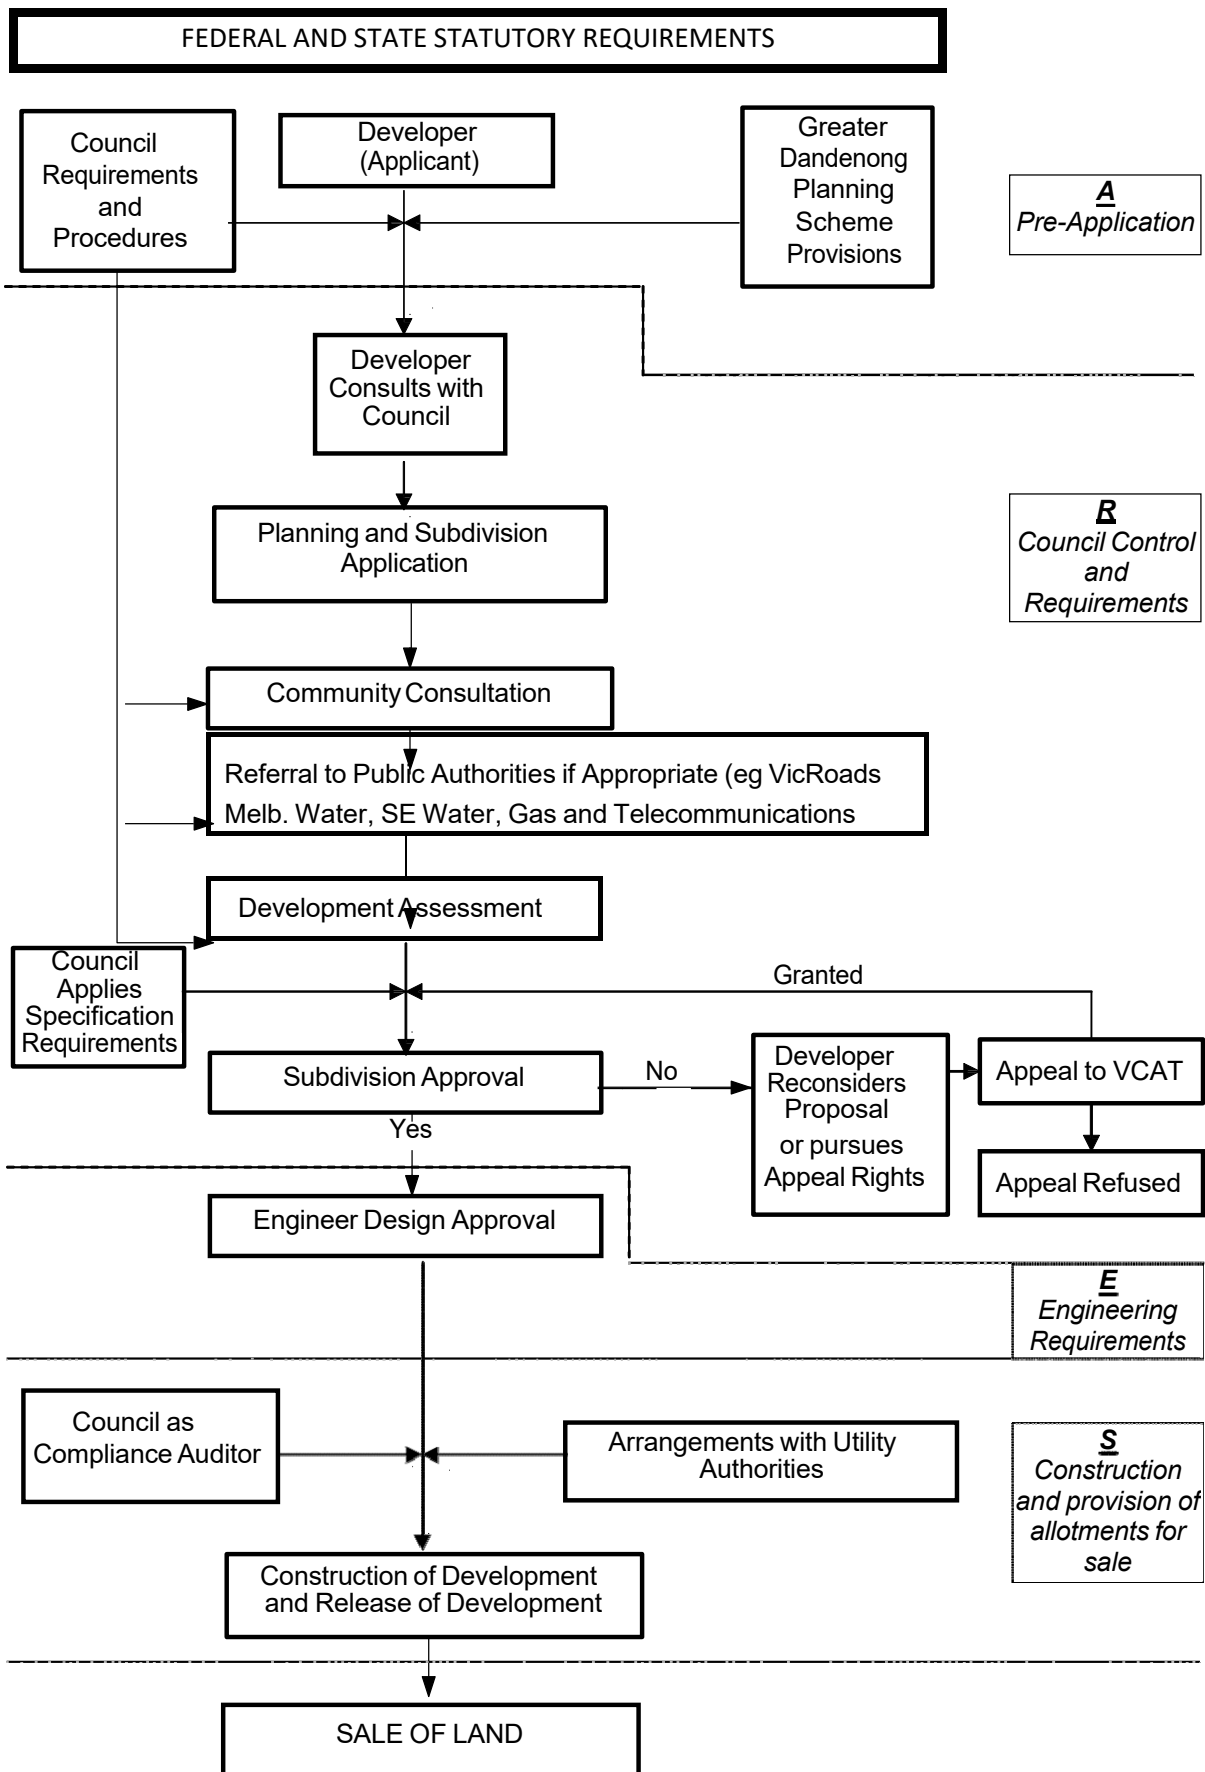 FEDERAL AND STATE STATUTORY REQUIREMENTS
Council
Requirements
and
Procedures
Developer
(Applicant)
Greater
Dandenong
Planning
Scheme
Provisions
A
Pre-Application
Developer
Consults with
Council
Planning and Subdivision
Application
R
Council Control
and
Requirements
Community Consultation
Referral to Public Authorities if Appropriate (eg VicRoads
Melb. Water, SE Water, Gas and Telecommunications
Development Assessment
Council
Applies
Specification
Requirements
Granted
Subdivision Approval
No
Developer
Reconsiders
Proposal
or pursues
Appeal Rights
Appeal to VCAT
Yes
Appeal Refused
Engineer Design Approval
E
Engineering
Requirements
Council as
Compliance Auditor
Arrangements with Utility
Authorities
S
Construction
and provision of
allotments for
sale
Construction of Development
and Release of Development
SALE OF LAND